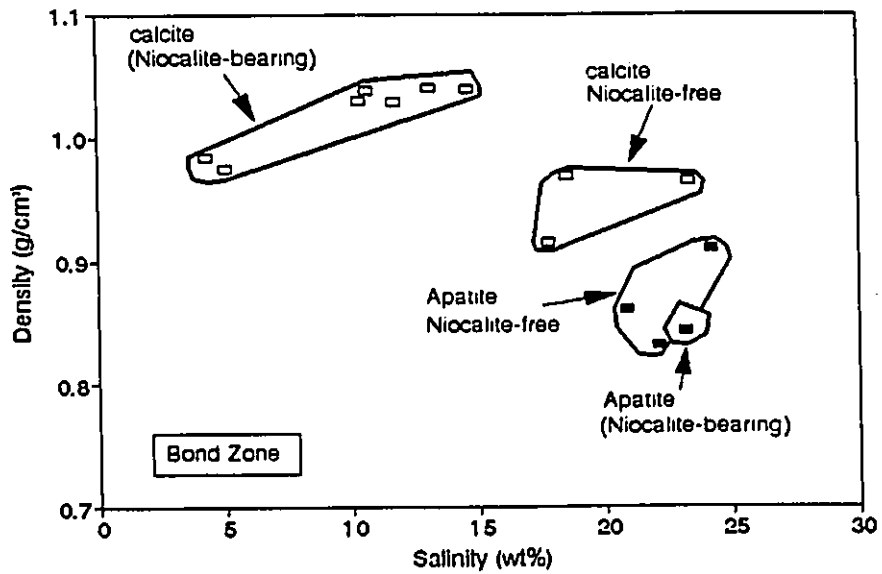 1.1
calcite
(Niocalite-bearing)
calcite
Niocalite-free
1.0
Density (g/cm³)
0.9
Apatite
Niocalite-free
0.8
Apatite
(Niocalite-bearing)
Bond Zone
0.7
0 5 10 15 20 25 30
Salinity (wt%)